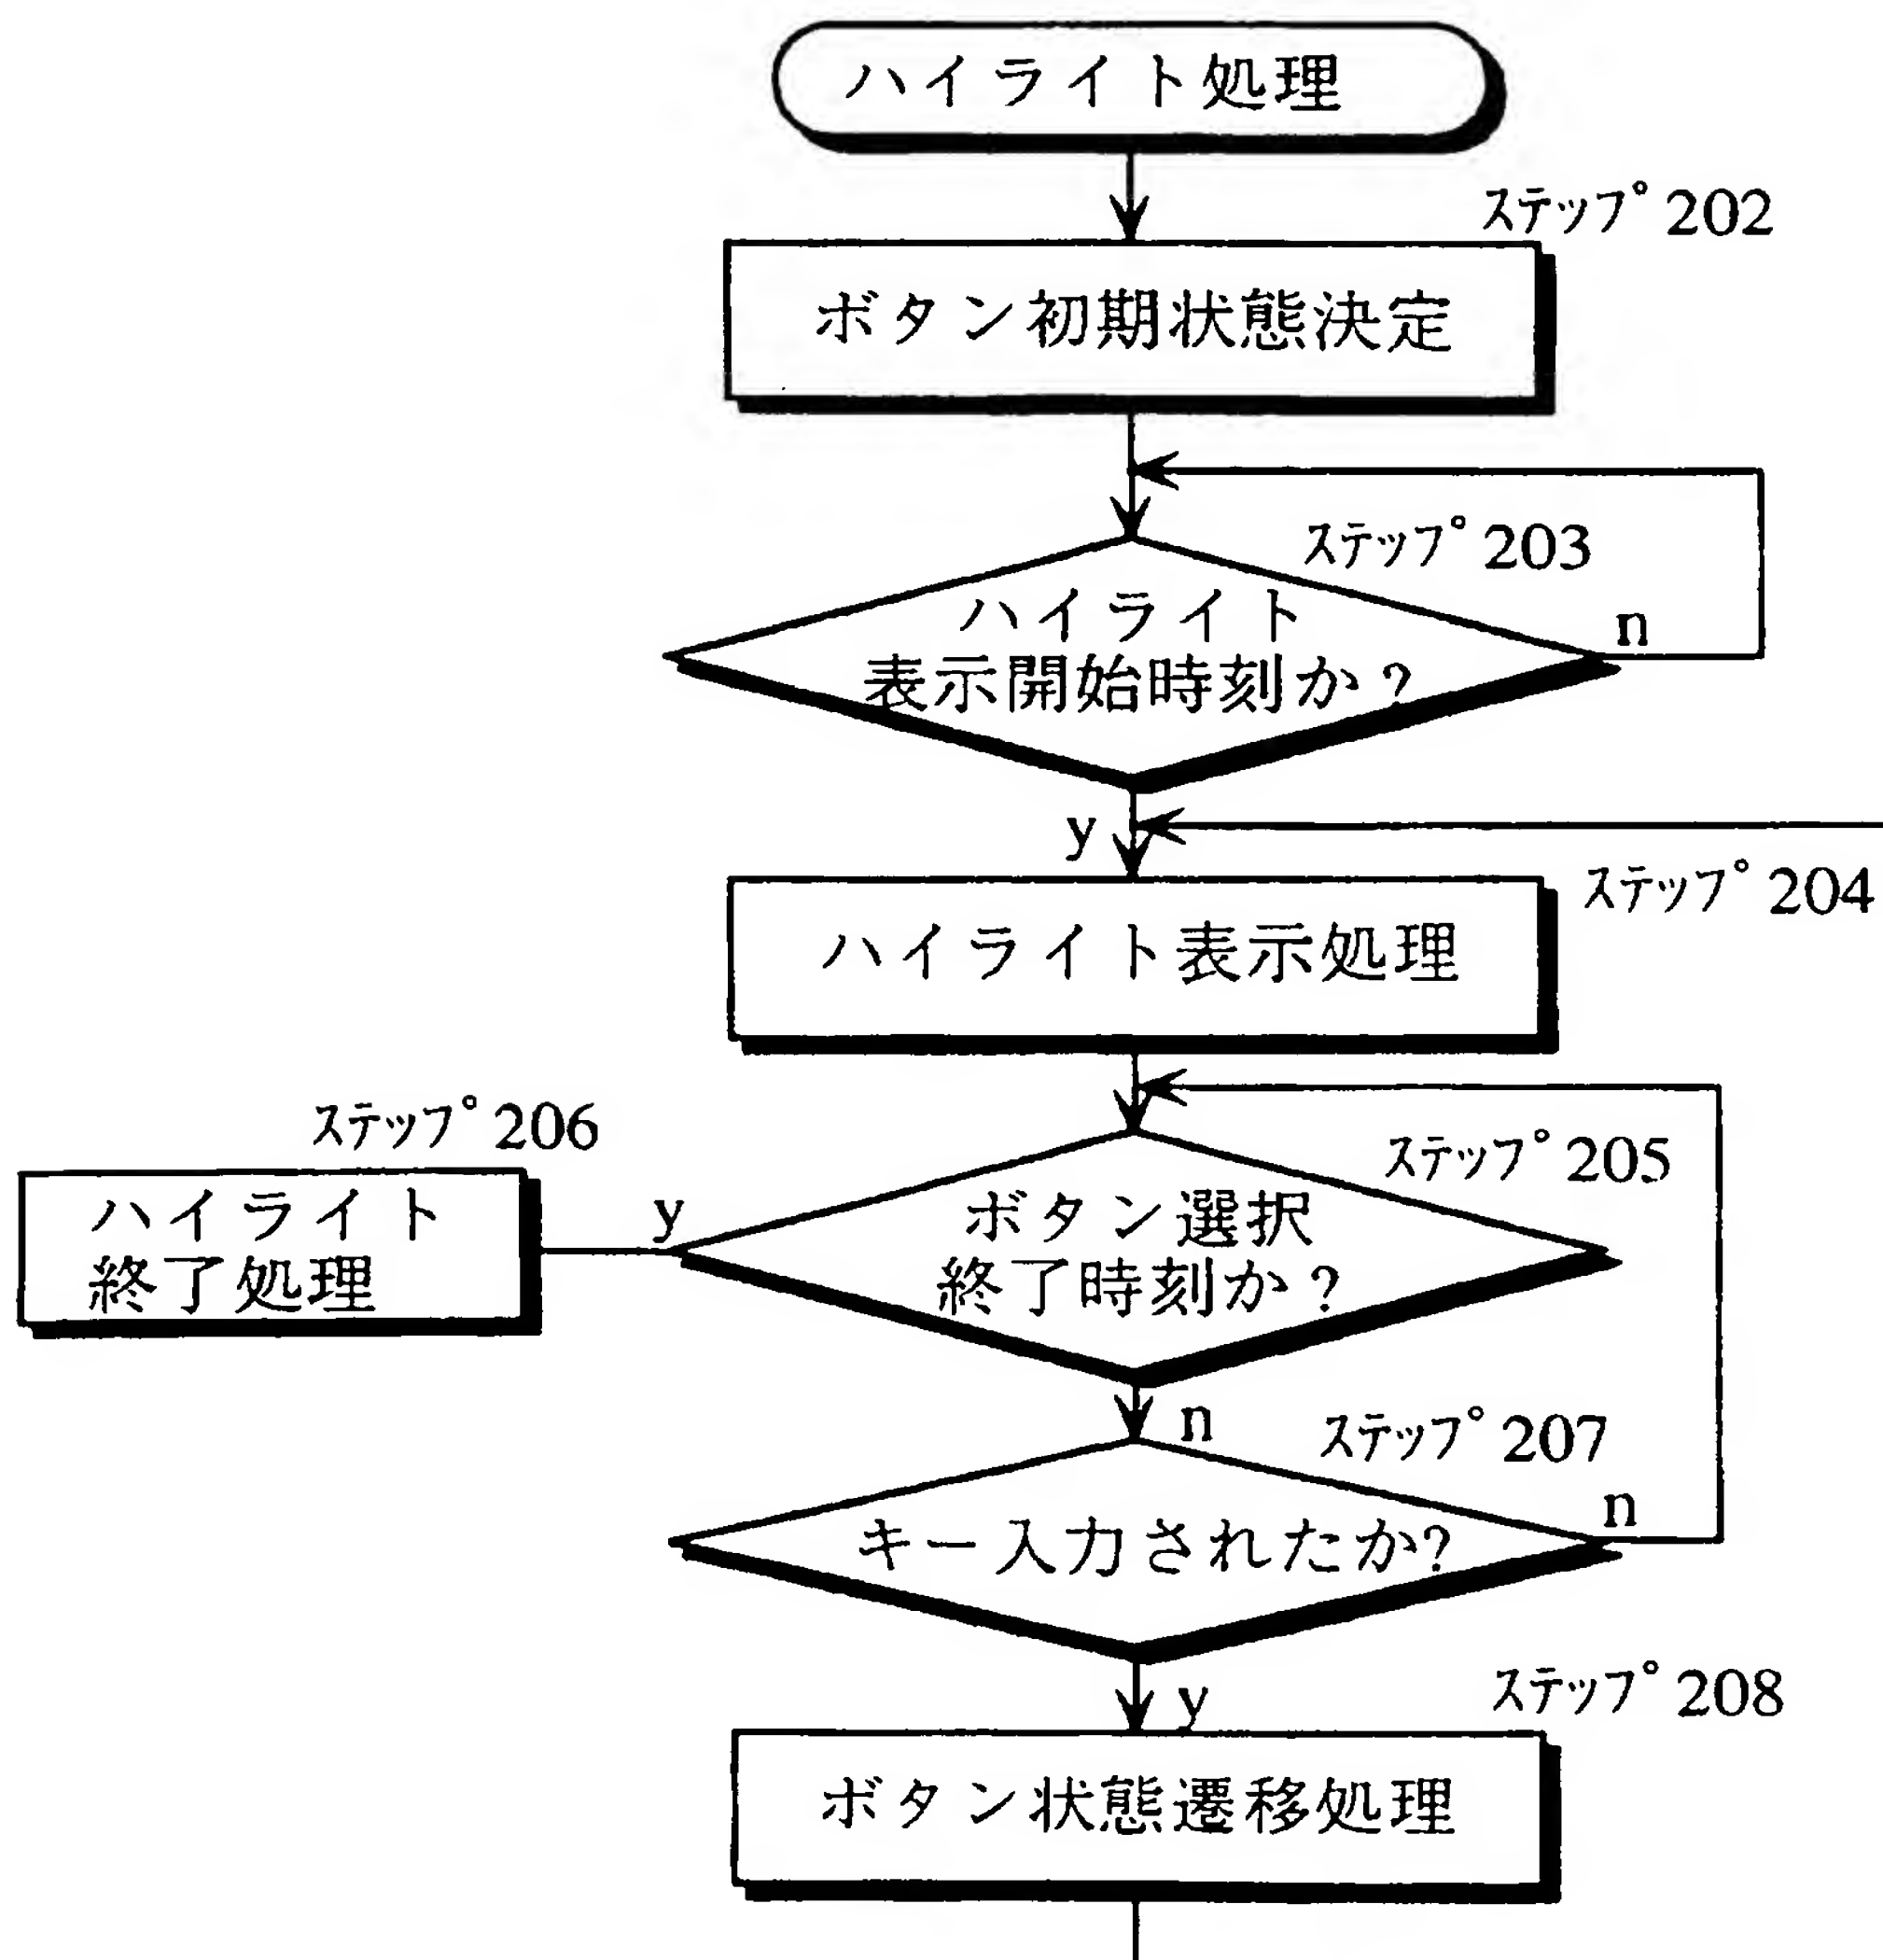 ハイライト処理
ｽﾃｯﾌﾟ202
ボタン初期状態決定
ｽﾃｯﾌﾟ203
ハイライト
表示開始時刻か？
n
y
ｽﾃｯﾌﾟ204
ハイライト表示処理
ｽﾃｯﾌﾟ206
ハイライト
終了処理
y
ｽﾃｯﾌﾟ205
ボタン選択
終了時刻か？
n
ｽﾃｯﾌﾟ207
キー入力されたか?
n
y
ｽﾃｯﾌﾟ208
ボタン状態遷移処理